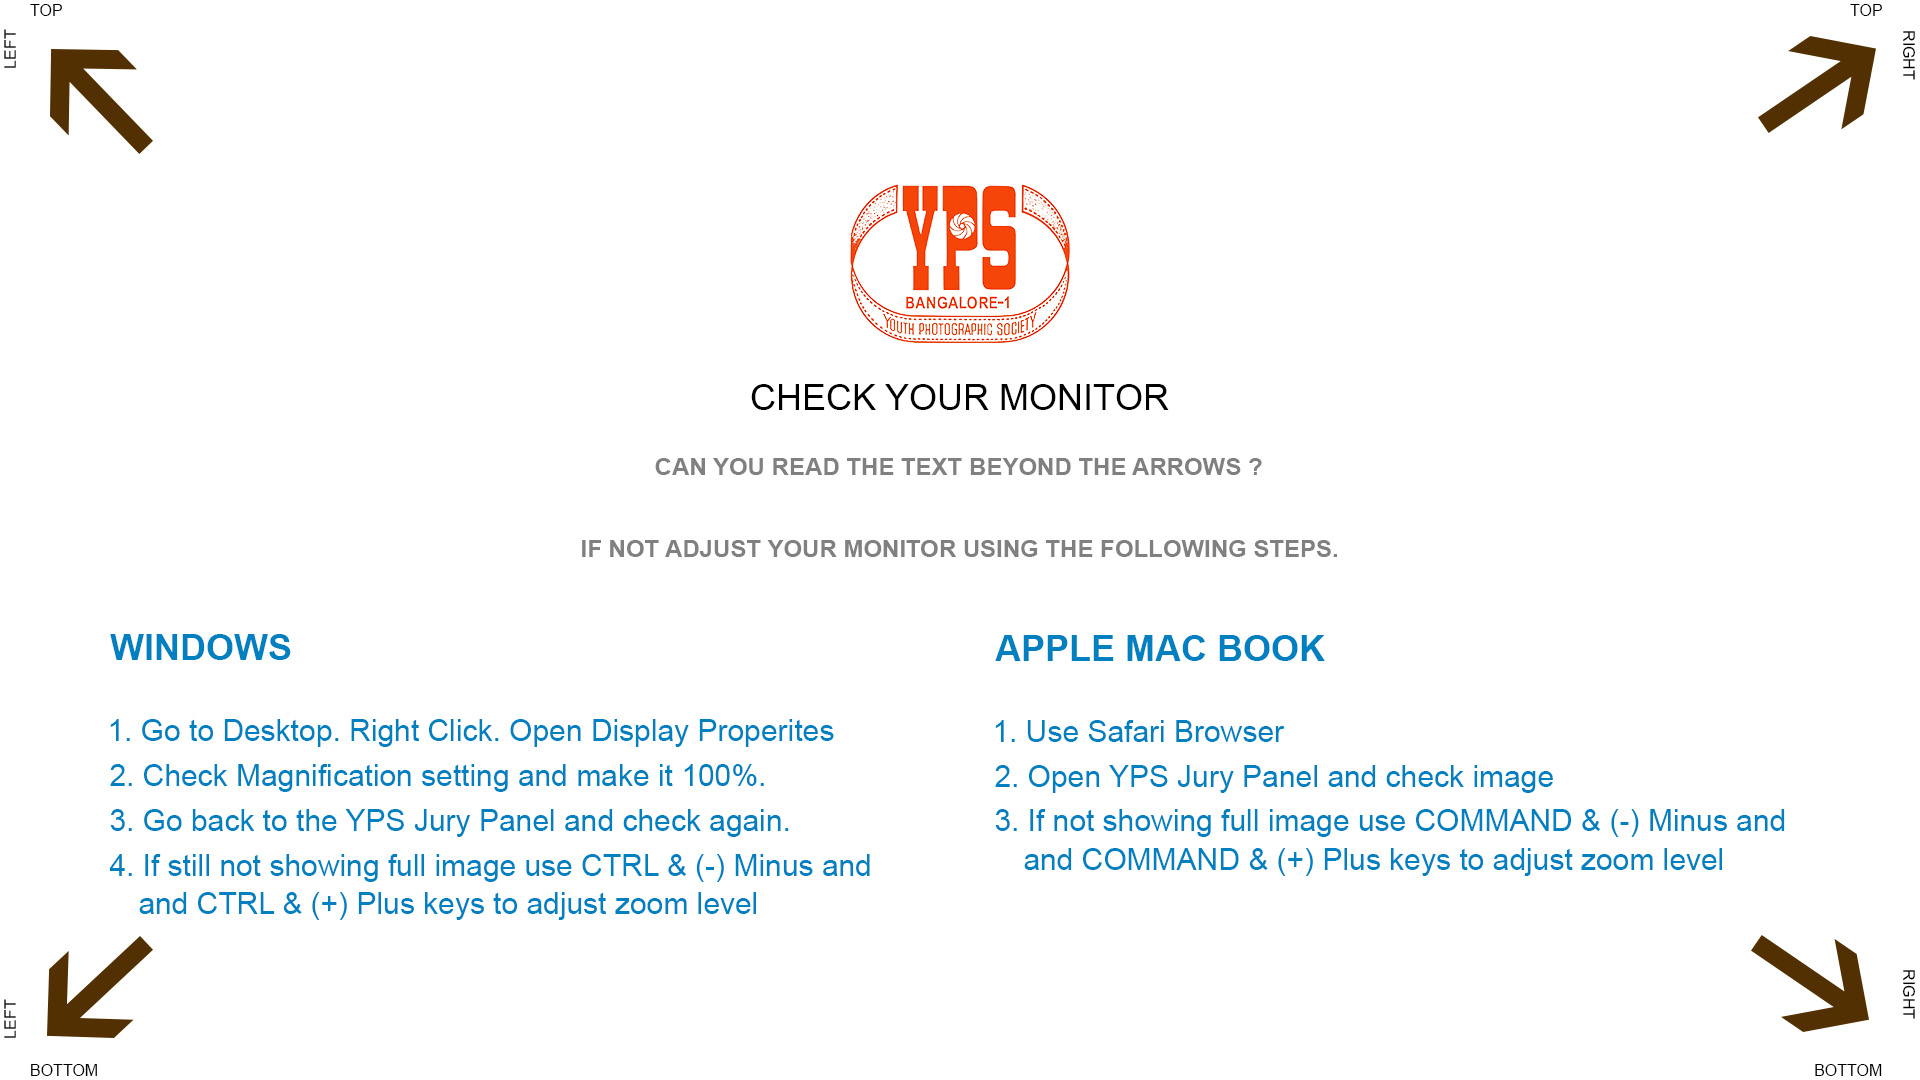 TOP
TOP
LEFT
RIGHT
YPS
BANGALORE-1
YOUTH PHOTOGRAPHIC SOCIETY
CHECK YOUR MONITOR
CAN YOU READ THE TEXT BEYOND THE ARROWS ?
IF NOT ADJUST YOUR MONITOR USING THE FOLLOWING STEPS.
WINDOWS
1. Go to Desktop. Right Click. Open Display Properites
2. Check Magnification setting and make it 100%.
3. Go back to the YPS Jury Panel and check again.
4. If still not showing full image use CTRL & (-) Minus and
and CTRL & (+) Plus keys to adjust zoom level
APPLE MAC BOOK
1. Use Safari Browser
2. Open YPS Jury Panel and check image
3. If not showing full image use COMMAND & (-) Minus and
and COMMAND & (+) Plus keys to adjust zoom level
LEFT
RIGHT
BOTTOM
BOTTOM